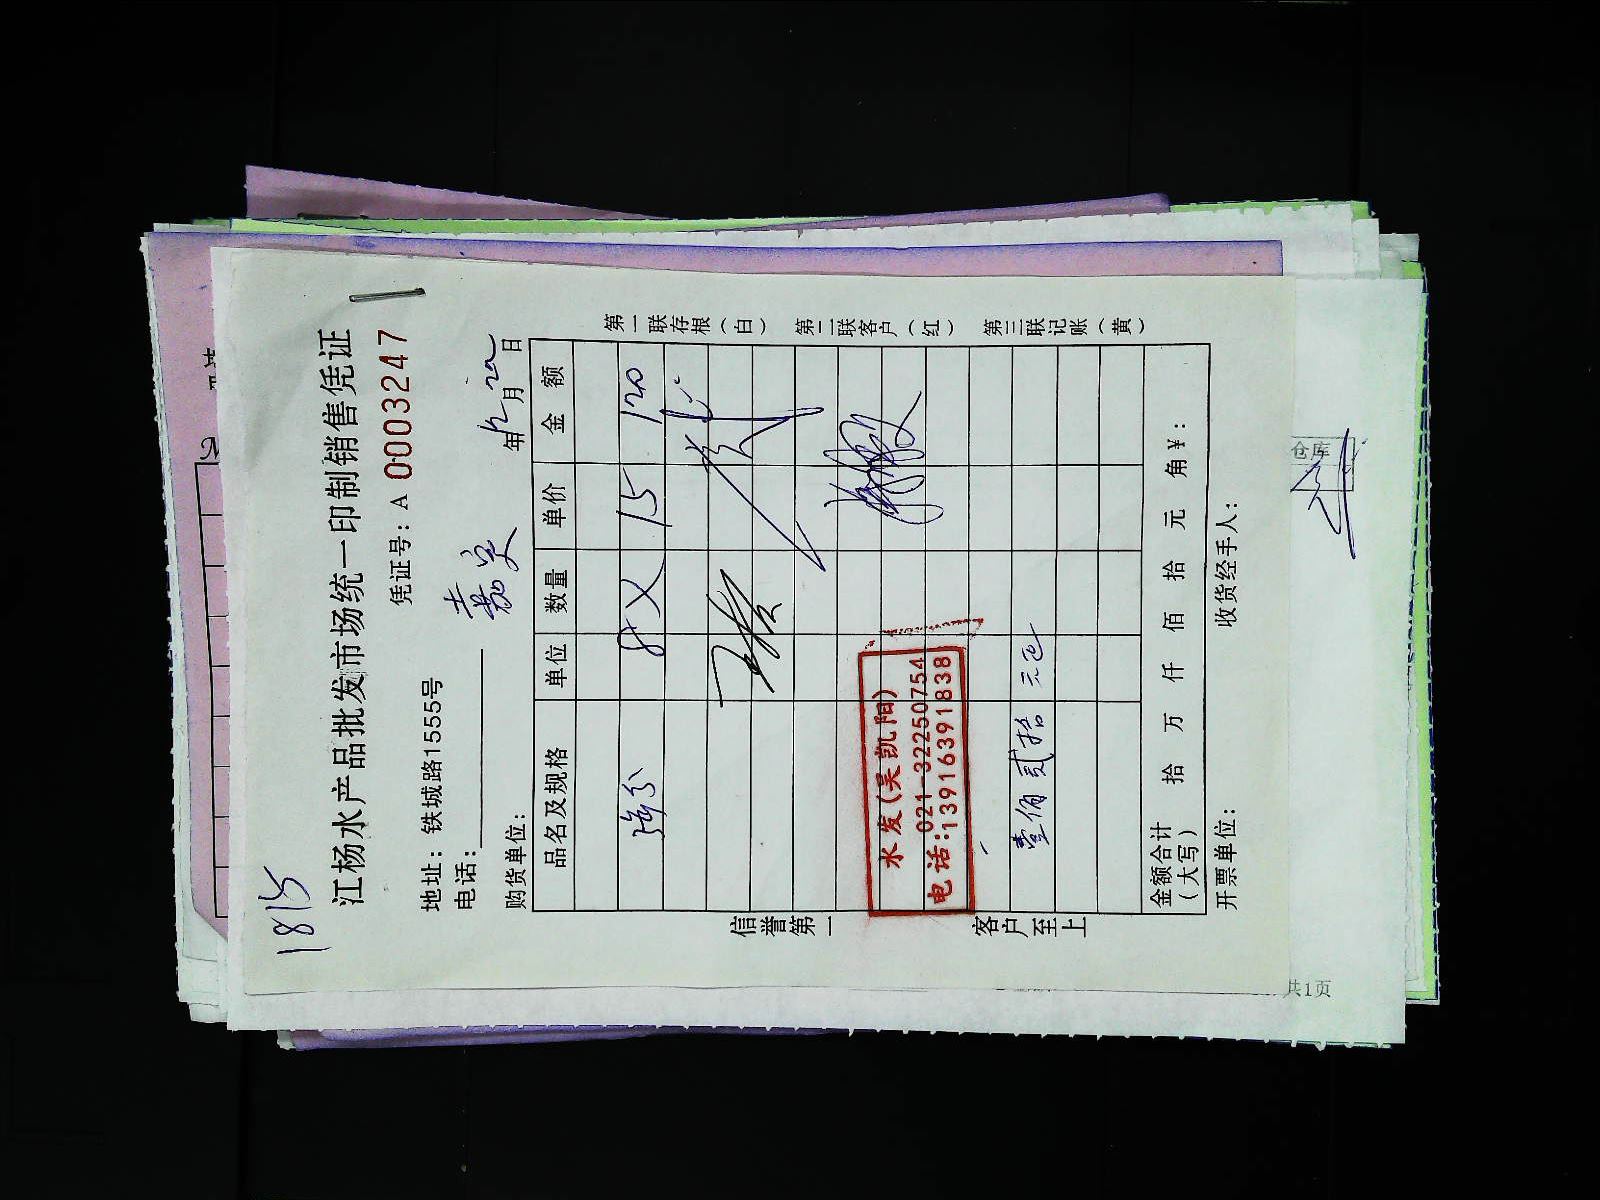 1815
江杨水产品批发市场统一印制销售凭证
凭证号：A 0003247
地址：铁城路1555号
电话：
购货单位：
年12月20日
品名及规格 单位 数量 单价 金额
8 X 15 120
水发(吴凯阳)
电话:021-32250754
13916391838
壹佰贰拾元正
金额合计(大写) 拾 万 仟 佰 拾 元 角 ¥：
开票单位： 收货经手人：
信誉第一
客户至上
第一联存根(白)
第二联客户(红)
第三联记账(黄)
仓库
共1页